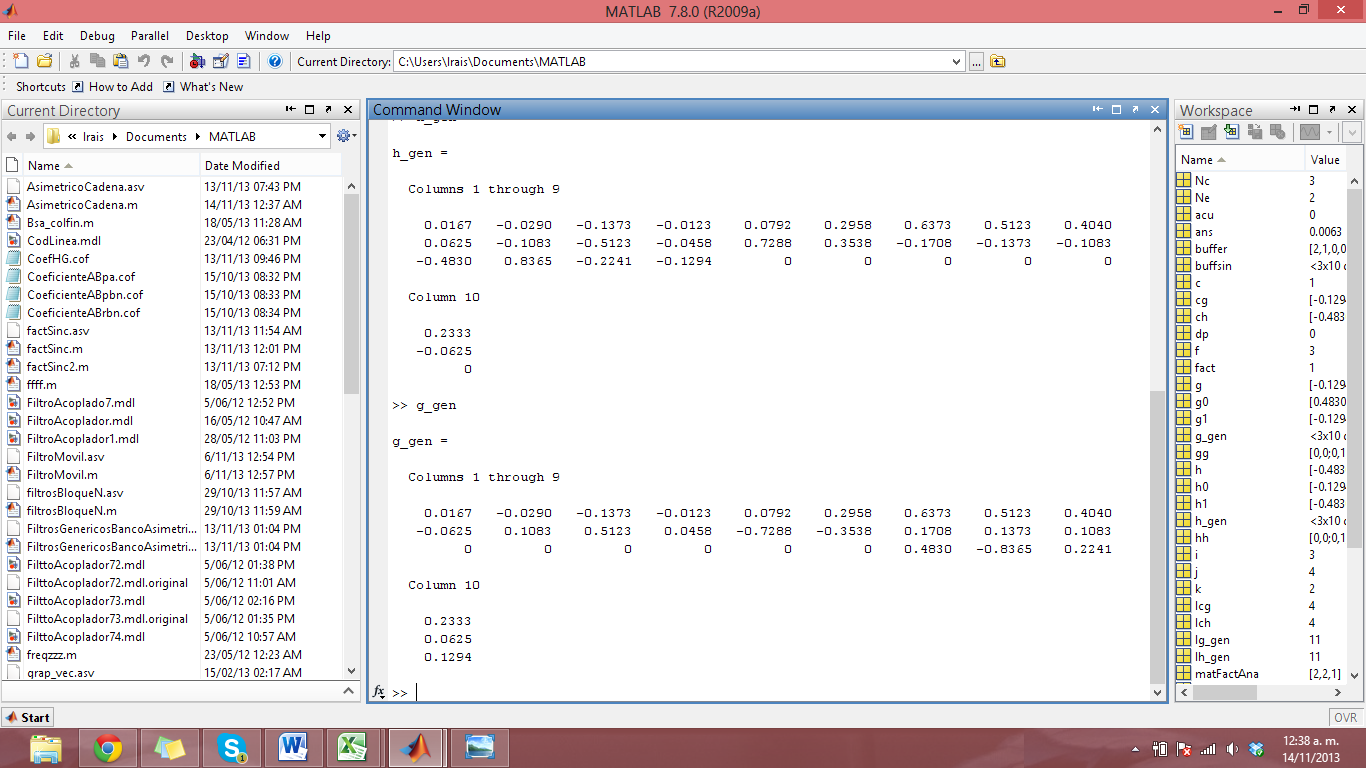 MATLAB 7.8.0 (R2009a)
File Edit Debug Parallel Desktop Window Help
Current Directory: C:\Users\Irais\Documents\MATLAB ...
Shortcuts How to Add What's New
Current Directory
« Irais Documents MATLAB
Name Date Modified
AsimetricoCadena.asv 13/11/13 07:43 PM
AsimetricoCadena.m 14/11/13 12:37 AM
Bsa_colfin.m 18/05/13 11:28 AM
CodLinea.mdl 23/04/12 06:31 PM
CoefHG.cof 13/11/13 09:46 PM
CoeficienteABpa.cof 15/10/13 08:32 PM
CoeficienteABpbn.cof 15/10/13 08:33 PM
CoeficienteABrbn.cof 15/10/13 08:34 PM
factSinc.asv 13/11/13 11:54 AM
factSinc.m 13/11/13 12:01 PM
factSinc2.m 13/11/13 07:12 PM
ffff.m 18/05/13 12:53 PM
FiltroAcoplado7.mdl 5/06/12 12:52 PM
FiltroAcoplador.mdl 16/05/12 10:47 AM
FiltroAcoplador1.mdl 28/05/12 11:03 PM
FiltroMovil.asv 6/11/13 12:54 PM
FiltroMovil.m 6/11/13 12:57 PM
filtrosBloqueN.asv 29/10/13 11:57 AM
filtrosBloqueN.m 29/10/13 11:59 AM
FiltrosGenericosBancoAsimetri... 13/11/13 01:04 PM
FiltrosGenericosBancoAsimetri... 13/11/13 01:04 PM
FilttoAcoplador72.mdl 5/06/12 01:38 PM
FilttoAcoplador72.mdl.original 5/06/12 11:01 AM
FilttoAcoplador73.mdl 5/06/12 02:16 PM
FilttoAcoplador73.mdl.original 5/06/12 01:35 PM
FilttoAcoplador74.mdl 5/06/12 10:57 AM
freqzzz.m 23/05/12 12:23 AM
grap_vec.asv 15/02/13 02:17 AM
Command Window
h_gen =
Columns 1 through 9
0.0167 -0.0290 -0.1373 -0.0123 0.0792 0.2958 0.6373 0.5123 0.4040
0.0625 -0.1083 -0.5123 -0.0458 0.7288 0.3538 -0.1708 -0.1373 -0.1083
-0.4830 0.8365 -0.2241 -0.1294 0 0 0 0 0
Column 10
0.2333
-0.0625
0
>> g_gen
g_gen =
Columns 1 through 9
0.0167 -0.0290 -0.1373 -0.0123 0.0792 0.2958 0.6373 0.5123 0.4040
-0.0625 0.1083 0.5123 0.0458 -0.7288 -0.3538 0.1708 0.1373 0.1083
0 0 0 0 0 0 0.4830 -0.8365 0.2241
Column 10
0.2333
0.0625
0.1294
fx >>
Workspace
Name Value
Nc 3
Ne 2
acu 0
ans 0.0063
buffer [2,1,0,0
buffsin <3x10
c 1
cg [-0.129
ch [-0.483
dp 0
f 3
fact 1
g [-0.129
g0 [0.4830
g1 [-0.129
g_gen <3x10
gg [0,0;0,1
h [-0.483
h0 [-0.129
h1 [-0.483
h_gen <3x10
hh [0,0;0,1
i 3
j 4
k 2
lcg 4
lch 4
lg_gen 11
lh_gen 11
matFactAna [2,2,1]
Start OVR
12:38 a. m.
14/11/2013